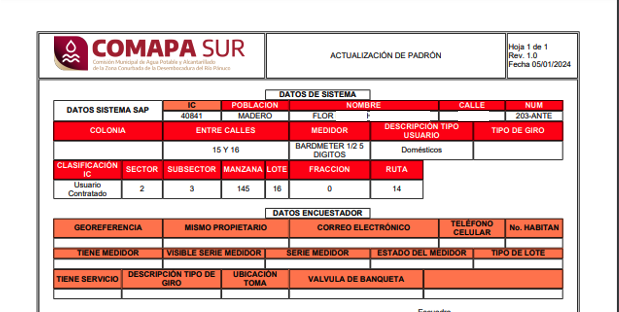 COMAPA SUR
Comisión Municipal de Agua Potable y Alcantarillado
de la Zona Conurbada de la Desembocadura del Río Pánuco.
ACTUALIZACIÓN DE PADRÓN
Hoja 1 de 1
Rev. 1.0
Fecha 05/01/2024
DATOS DE SISTEMA
DATOS SISTEMA SAP
IC POBLACION NOMBRE CALLE NUM
40841 MADERO FLOR 203-ANTE
COLONIA ENTRE CALLES MEDIDOR DESCRIPCIÓN TIPO USUARIO TIPO DE GIRO
15 Y 16 BARDMETER 1/2 5 DIGITOS Domésticos
CLASIFICACIÓN IC SECTOR SUBSECTOR MANZANA LOTE FRACCION RUTA
Usuario Contratado 2 3 145 16 0 14
DATOS ENCUESTADOR
GEOREFERENCIA MISMO PROPIETARIO CORREO ELECTRÓNICO TELÉFONO CELULAR No. HABITAN
TIENE MEDIDOR VISIBLE SERIE MEDIDOR SERIE MEDIDOR ESTADO DEL MEDIDOR TIPO DE LOTE
TIENE SERVICIO DESCRIPCIÓN TIPO DE GIRO UBICACIÓN TOMA VALVULA DE BANQUETA